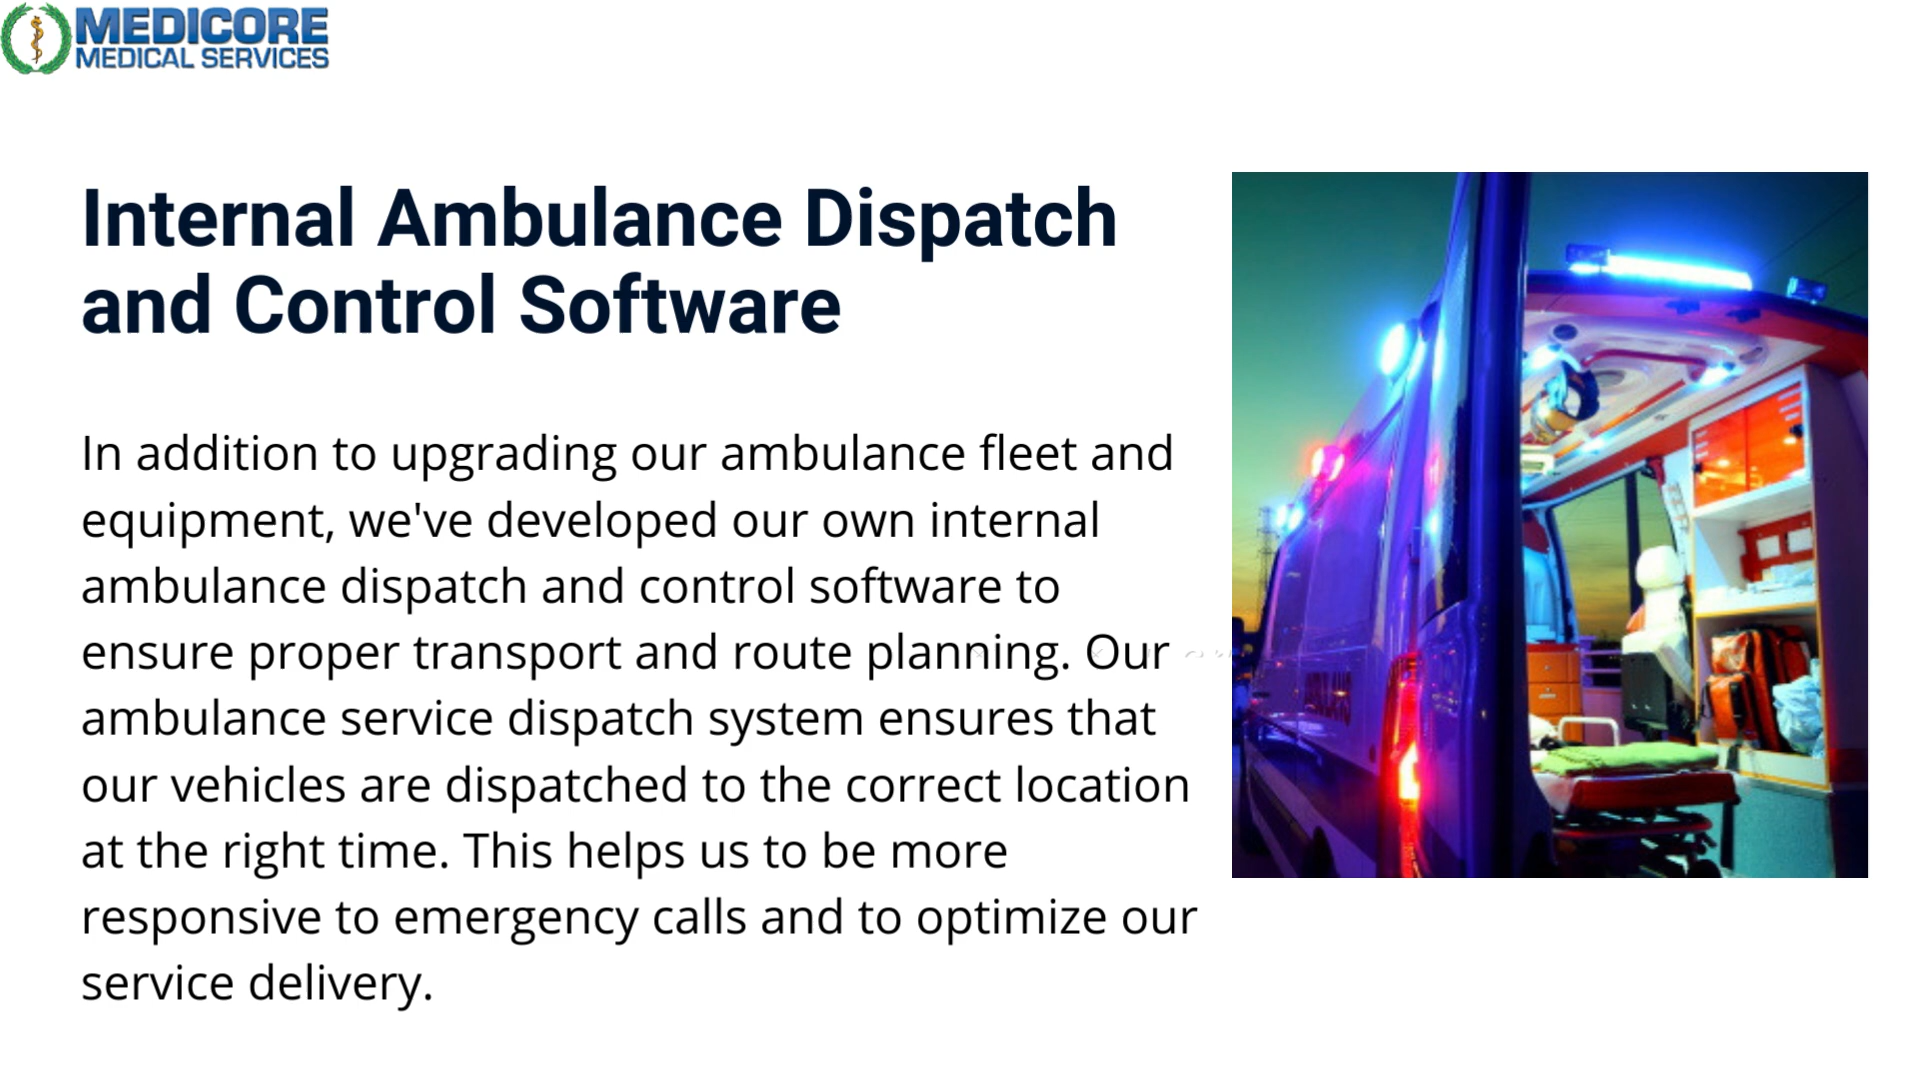 MEDICORE
MEDICAL SERVICES
Internal Ambulance Dispatch
and Control Software
In addition to upgrading our ambulance fleet and
equipment, we've developed our own internal
ambulance dispatch and control software to
ensure proper transport and route planning. Our
ambulance service dispatch system ensures that
our vehicles are dispatched to the correct location
at the right time. This helps us to be more
responsive to emergency calls and to optimize our
service delivery.